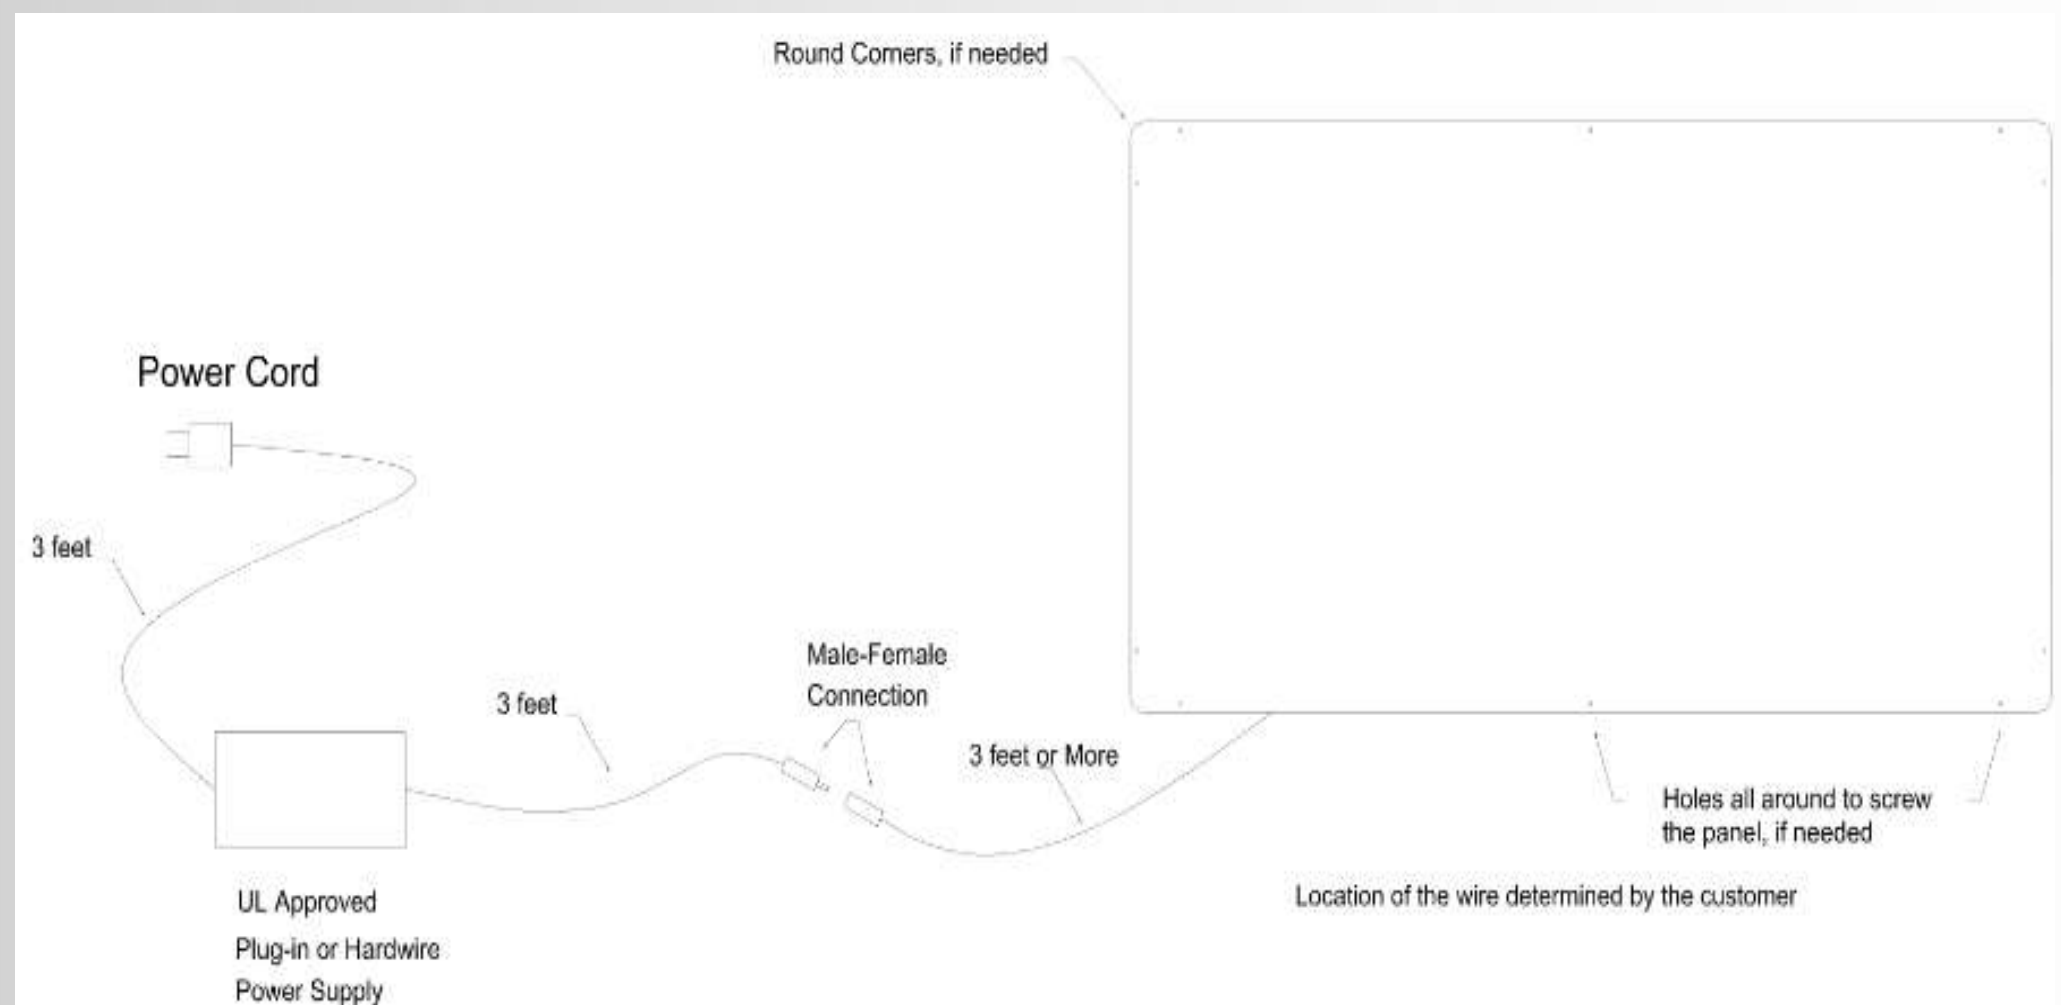 Round Corners, if needed
Power Cord
3 feet
Male-Female
Connection
3 feet
3 feet or More
Holes all around to screw
the panel, if needed
Location of the wire determined by the customer
UL Approved
Plug-in or Hardwire
Power Supply